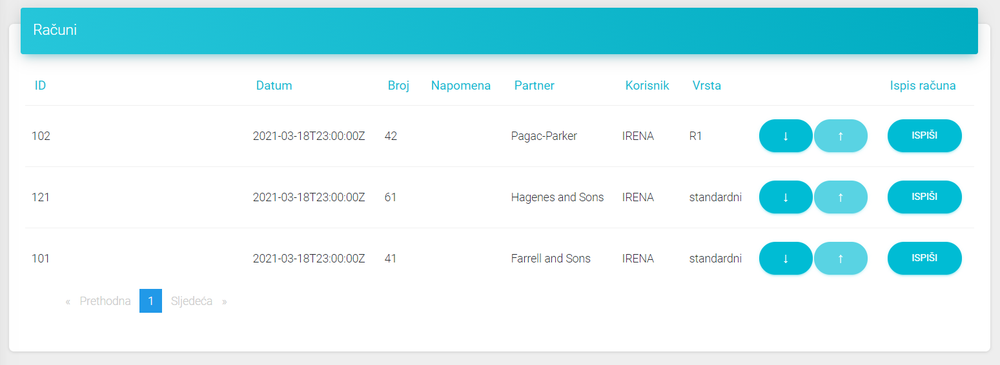 Računi
ID Datum Broj Napomena Partner Korisnik Vrsta Ispis računa
102 2021-03-18T23:00:00Z 42 Pagac-Parker IRENA R1 ↓ ↑ ISPIŠI
121 2021-03-18T23:00:00Z 61 Hagenes and Sons IRENA standardni ↓ ↑ ISPIŠI
101 2021-03-18T23:00:00Z 41 Farrell and Sons IRENA standardni ↓ ↑ ISPIŠI
« Prethodna 1 Sljedeća »